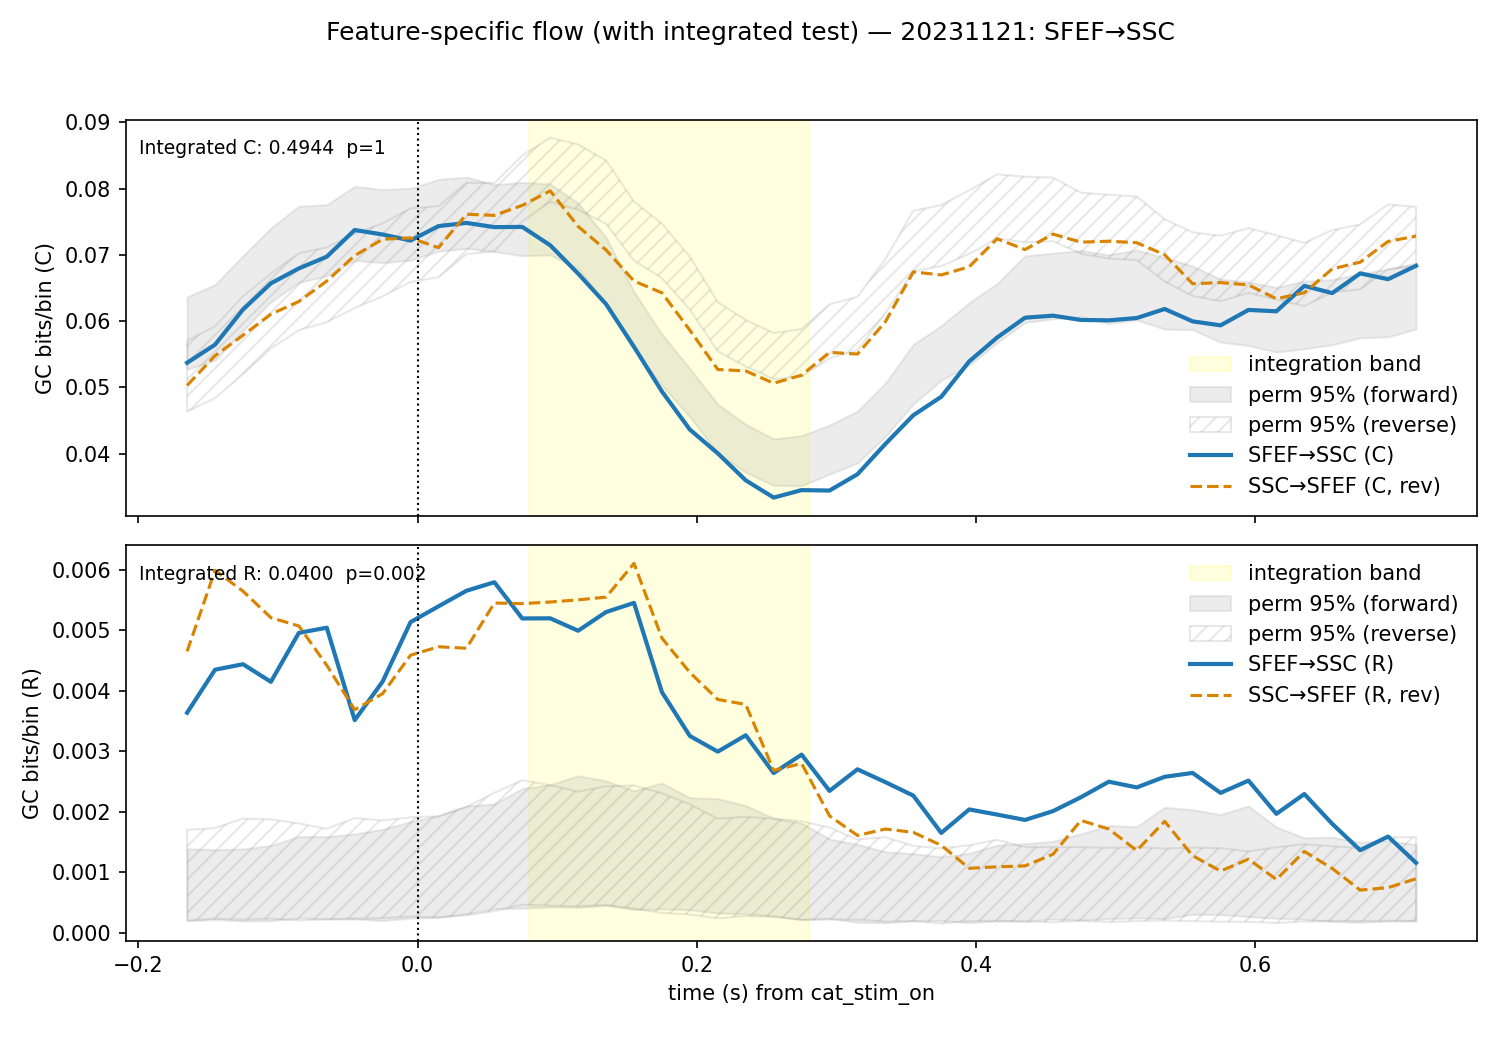 Feature-specific flow (with integrated test) — 20231121: SFEF→SSC
Integrated C: 0.4944  p=1
GC bits/bin (C)
0.09
0.08
0.07
0.06
0.05
0.04
integration band
perm 95% (forward)
perm 95% (reverse)
SFEF→SSC (C)
SSC→SFEF (C, rev)
Integrated R: 0.0400  p=0.002
GC bits/bin (R)
0.006
0.005
0.004
0.003
0.002
0.001
0.000
integration band
perm 95% (forward)
perm 95% (reverse)
SFEF→SSC (R)
SSC→SFEF (R, rev)
−0.2
0.0
0.2
0.4
0.6
time (s) from cat_stim_on